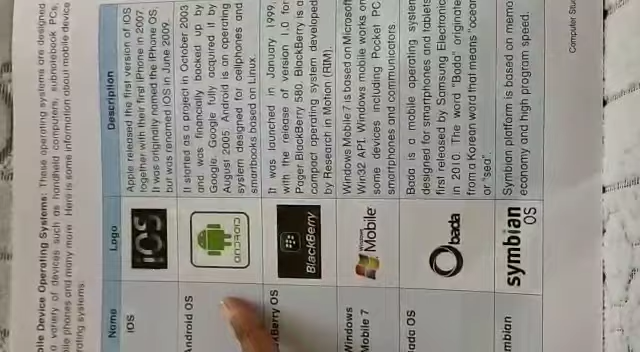 bile Device Operating Systems: These operating systems are designed
a variety of devices such as handheld computers, subnotebook PCs,
bile phones and many more. Here is some information about mobile device
rating systems:
Name Logo Description
iOS
iOS
Apple released the first version of iOS
together with their first iPhone in 2007.
It was originally named the iPhone OS,
but was renamed iOS in June 2009.
Android OS
ANDROID
It started as a project in October 2003
and was financially backed up by
Google. Google fully acquired it by
August 2005. Android is an operating
system designed for cellphones and
smartbooks based on Linux.
kBerry OS
BlackBerry
It was launched in January 1999,
with the release of version 1.0 for
Pager BlackBerry 580. BlackBerry is a
compact operating system developed
by Research in Motion (RIM).
Windows
Mobile 7
Windows
Mobile
Windows Mobile 7 is based on Microsoft
Win32 API. Windows mobile works on
some devices including Pocket PC
smartphones and communicators.
Bada OS
bada
Bada is a mobile operating system
designed for smartphones and tablets
first released by Samsung Electronic
in 2010. The word "Bada" originate
from a Korean word that means "ocean"
or "sea".
mbian
symbian
OS
Symbian platform is based on memo
economy and high program speed.
Computer Stu